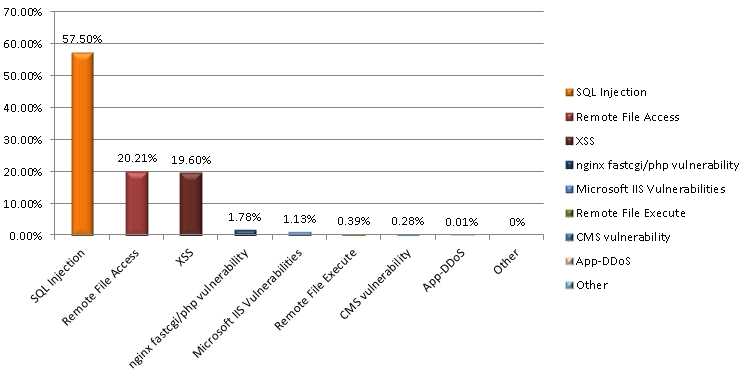 70.00%
60.00%
50.00%
40.00%
30.00%
20.00%
10.00%
0.00%
57.50%
20.21%
19.60%
1.78%
1.13%
0.39%
0.28%
0.01%
0%
SQL Injection
Remote File Access
XSS
nginx fastcgi/php vulnerability
Microsoft IIS Vulnerabilities
Remote File Execute
CMS vulnerability
App-DDoS
Other
SQL Injection
Remote File Access
XSS
nginx fastcgi/php vulnerability
Microsoft IIS Vulnerabilities
Remote File Execute
CMS vulnerability
App-DDoS
Other